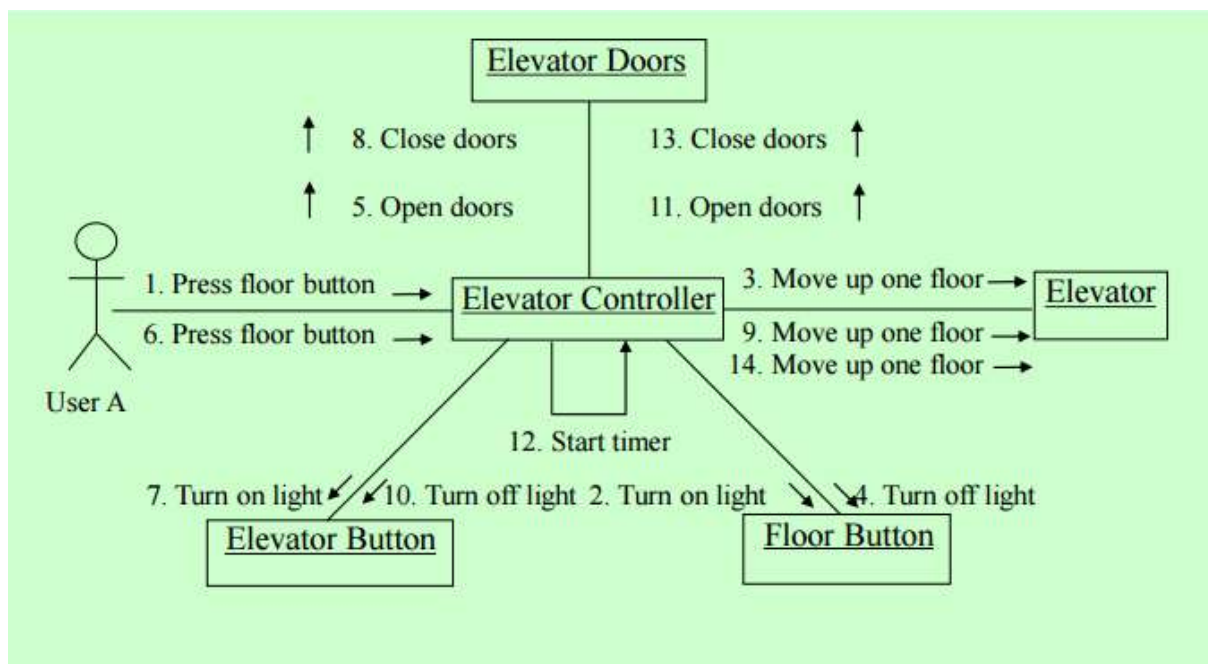 Elevator Doors
8. Close doors
13. Close doors
5. Open doors
11. Open doors
1. Press floor button
Elevator Controller
3. Move up one floor
Elevator
6. Press floor button
9. Move up one floor
14. Move up one floor
User A
12. Start timer
7. Turn on light
10. Turn off light
2. Turn on light
4. Turn off light
Elevator Button
Floor Button